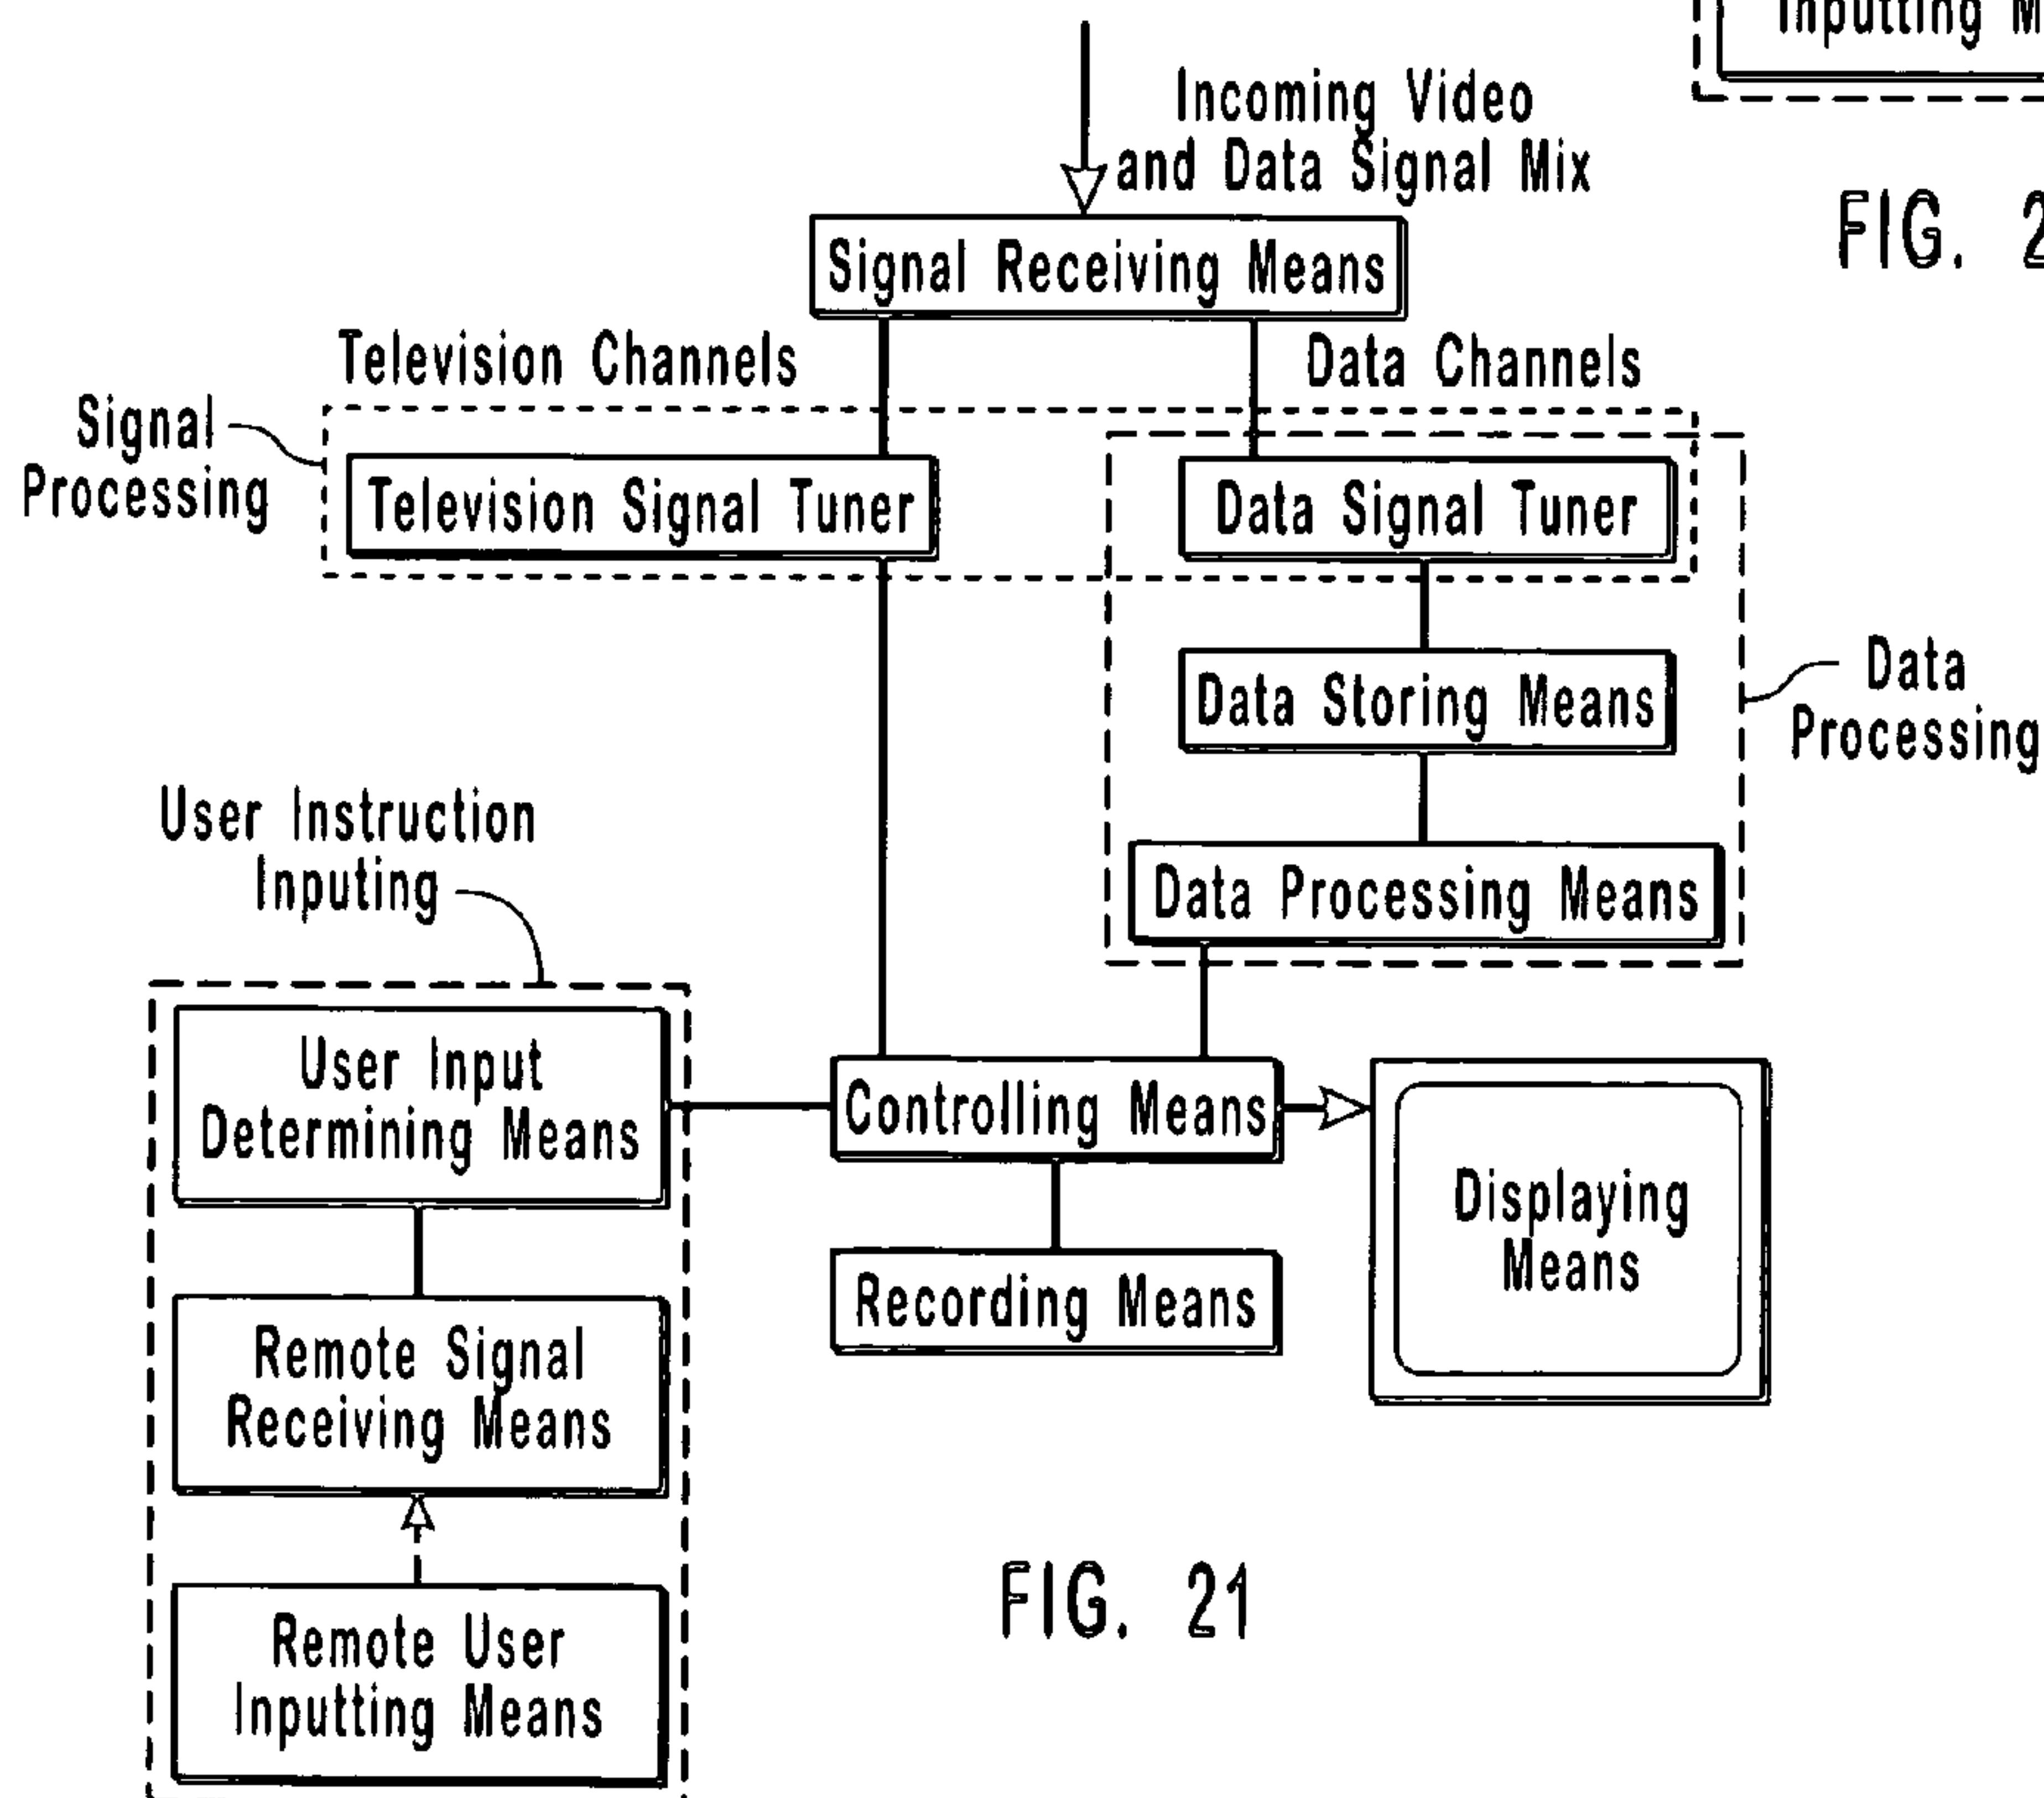 Inputting
FIG. 2
Incoming Video
and Data Signal Mix
Signal Receiving Means
Television Channels
Data Channels
Signal
Processing
Television Signal Tuner
Data Signal Tuner
Data Storing Means
Data
Processing
Data Processing Means
User Instruction
Inputing
User Input
Determining Means
Controlling Means
Displaying
Means
Recording Means
Remote Signal
Receiving Means
Remote User
Inputting Means
FIG. 21